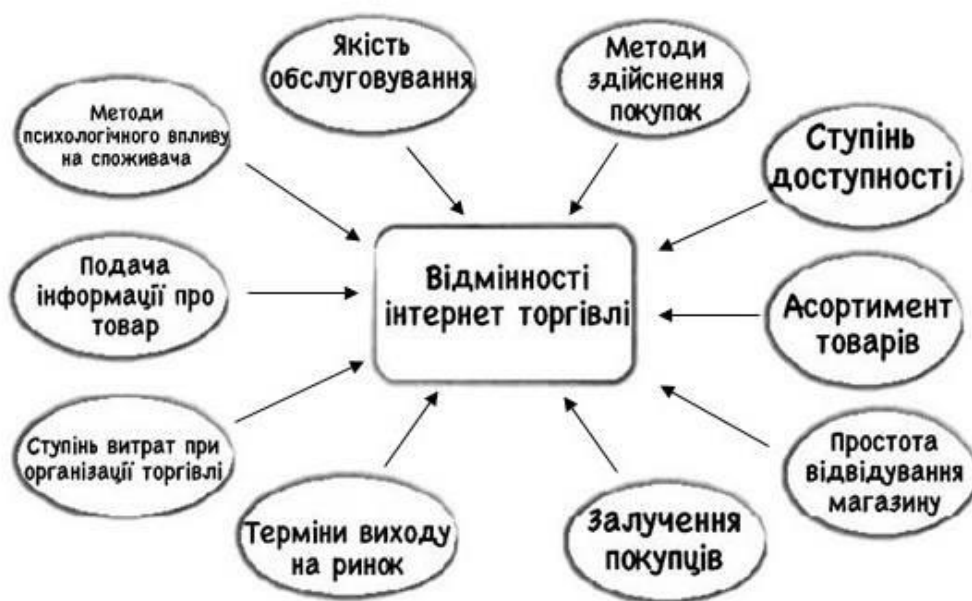 Якість
обслуговування
Методи
здійснення
покупок
Методи
психологічного впливу
на споживача
Ступінь
доступності
Подача
інформації про
товар
Відмінності
інтернет торгівлі
Асортимент
товарів
Ступінь витрат при
організації торгівлі
Простота
відвідування
магазину
Терміни виходу
на ринок
Залучення
покупців